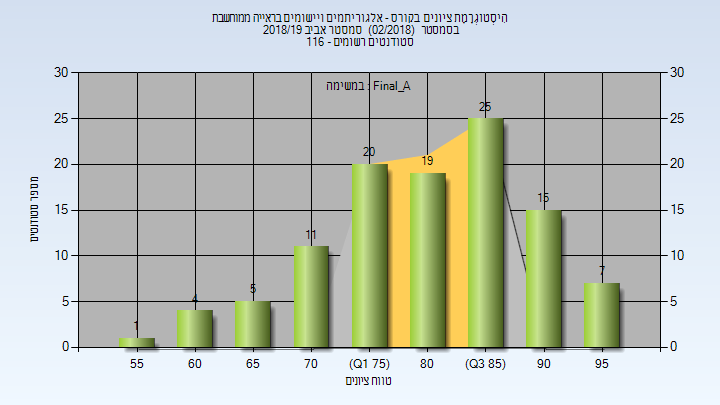 היסטוגרמת ציונים בקורס - אלגוריתמים ויישומים בראייה ממוחשבת
בסמסטר (02/2018) סמסטר אביב 2018/19
סטודנטים רשומים - 116
במשימה : Final_A
30 30
25 25
20 20
15 15
10 10
5 5
0 0
מספר סטודנטים
1 4 5 11 20 19 25 15 7
55 60 65 70 (Q1 75) 80 (Q3 85) 90 95
טווח ציונים